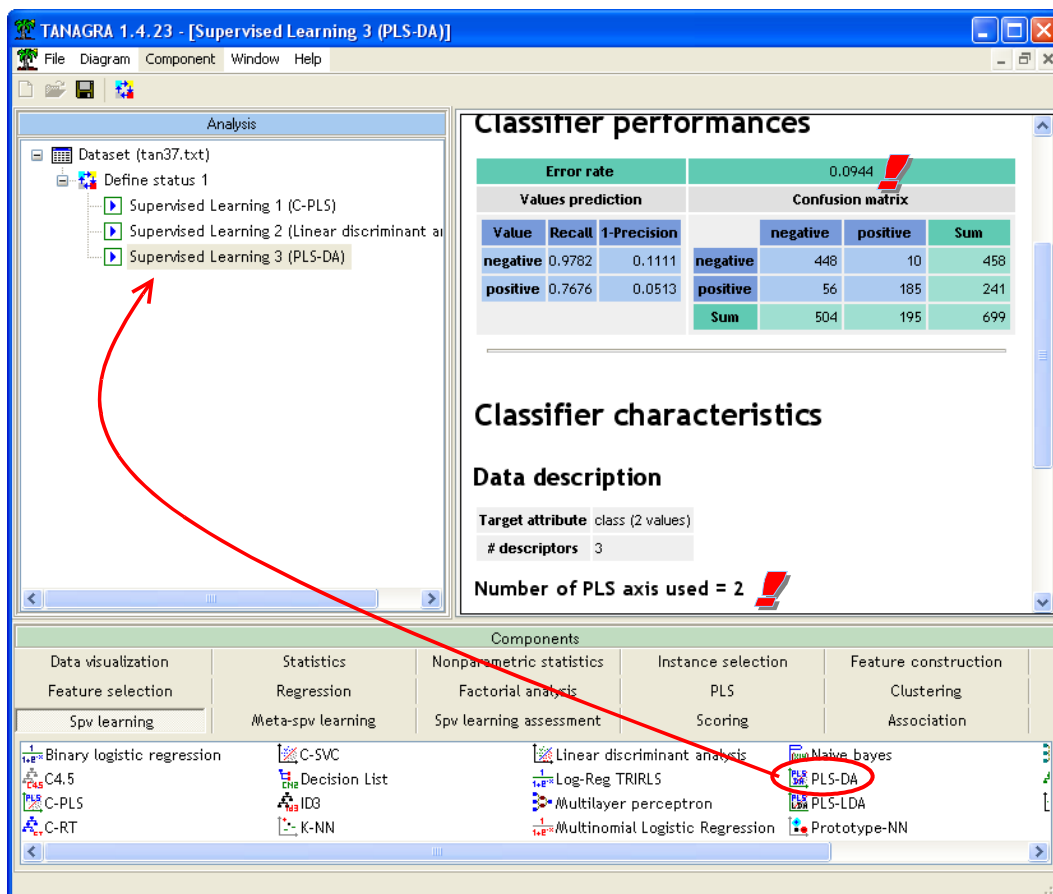 TANAGRA 1.4.23 - [Supervised Learning 3 (PLS-DA)]
File Diagram Component Window Help
Analysis
Dataset (tan37.txt)
Define status 1
Supervised Learning 1 (C-PLS)
Supervised Learning 2 (Linear discriminant a
Supervised Learning 3 (PLS-DA)
Classifier performances
Error rate 0.0944
Values prediction Confusion matrix
Value Recall 1-Precision negative positive Sum
negative 0.9782 0.1111 negative 448 10 458
positive 0.7676 0.0513 positive 56 185 241
Sum 504 195 699
Classifier characteristics
Data description
Target attribute class (2 values)
# descriptors 3
Number of PLS axis used = 2
Components
Data visualization Statistics Nonparametric statistics Instance selection Feature construction
Feature selection Regression Factorial analysis PLS Clustering
Spv learning Meta-spv learning Spv learning assessment Scoring Association
Binary logistic regression C-SVC Linear discriminant analysis Naive bayes
C4.5 Decision List Log-Reg TRIRLS PLS-DA
C-PLS ID3 Multilayer perceptron PLS-LDA
C-RT K-NN Multinomial Logistic Regression Prototype-NN